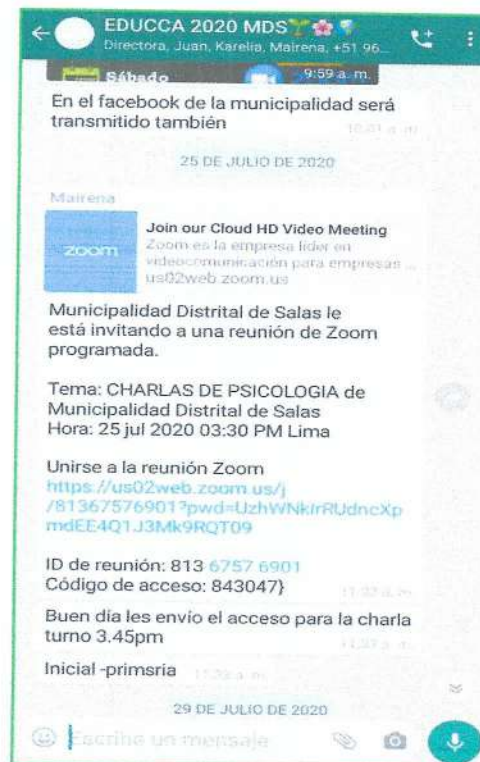 EDUCCA 2020 MDS
Directora, Juan, Karelia, Mairena, +51 96...
Sábado
9:59 a. m.
En el facebook de la municipalidad será
transmitido también
10:01 a. m.
25 DE JULIO DE 2020
Mairena
zoom
Join our Cloud HD Video Meeting
Zoom es la empresa líder en
videocomunicación para empresas ...
us02web.zoom.us
Municipalidad Distrital de Salas le
está invitando a una reunión de Zoom
programada.
Tema: CHARLAS DE PSICOLOGIA de
Municipalidad Distrital de Salas
Hora: 25 jul 2020 03:30 PM Lima
Unirse a la reunión Zoom
https://us02web.zoom.us/j
/81367576901?pwd=UzhWNkIrRUdncXp
mdEE4Q1J3Mk9RQT09
ID de reunión: 813 6757 6901
Código de acceso: 843047}
Buen día les envío el acceso para la charla
turno 3.45pm
Inicial -primsria
29 DE JULIO DE 2020
Escribe un mensaje